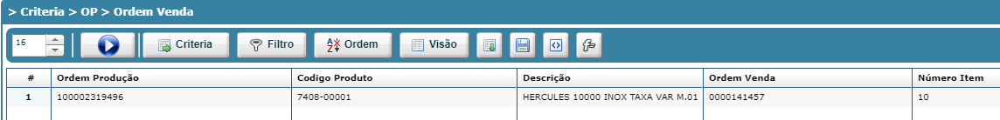 > Criteria > OP > Ordem Venda
16 Criteria Filtro AZ Ordem Visão f=
# Ordem Produção Codigo Produto Descrição Ordem Venda Número Item
1 100002319496 7408-00001 HERCULES 10000 INOX TAXA VAR M.01 0000141457 10